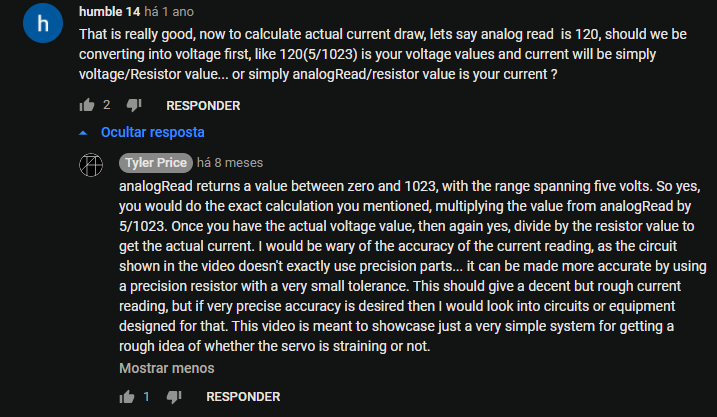 h
humble 14 há 1 ano
That is really good, now to calculate actual current draw, lets say analog read  is 120, should we be
converting into voltage first, like 120(5/1023) is your voltage values and current will be simply
voltage/Resistor value... or simply analogRead/resistor value is your current ?
2 RESPONDER
Ocultar resposta
Tyler Price há 8 meses
analogRead returns a value between zero and 1023, with the range spanning five volts. So yes,
you would do the exact calculation you mentioned, multiplying the value from analogRead by
5/1023. Once you have the actual voltage value, then again yes, divide by the resistor value to
get the actual current. I would be wary of the accuracy of the current reading, as the circuit
shown in the video doesn't exactly use precision parts... it can be made more accurate by using
a precision resistor with a very small tolerance. This should give a decent but rough current
reading, but if very precise accuracy is desired then I would look into circuits or equipment
designed for that. This video is meant to showcase just a very simple system for getting a
rough idea of whether the servo is straining or not.
Mostrar menos
1 RESPONDER